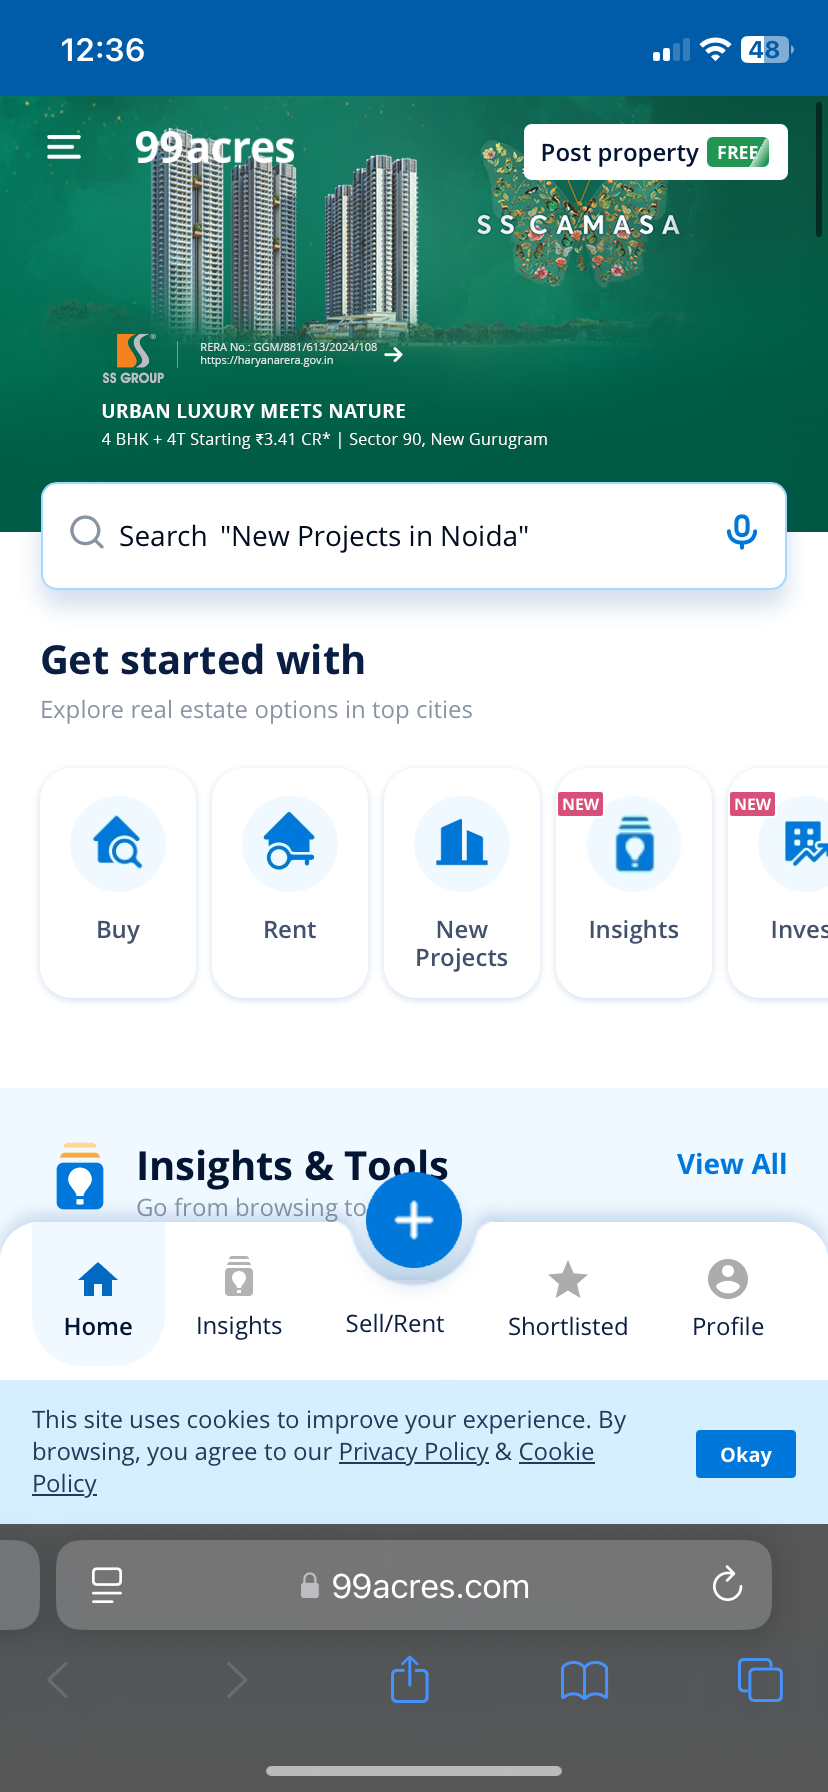 12:36
48
99acres
Post property FREE
SS CAMASA
SS GROUP
RERA No.: GGM/881/613/2024/108
https://haryanarera.gov.in
URBAN LUXURY MEETS NATURE
4 BHK + 4T Starting ₹3.41 CR* | Sector 90, New Gurugram
Search "New Projects in Noida"
Get started with
Explore real estate options in top cities
Buy
Rent
New
Projects
NEW
Insights
NEW
Inves
Insights & Tools
View All
Go from browsing to
Home
Insights
Sell/Rent
Shortlisted
Profile
This site uses cookies to improve your experience. By
browsing, you agree to our Privacy Policy & Cookie
Policy
Okay
99acres.com